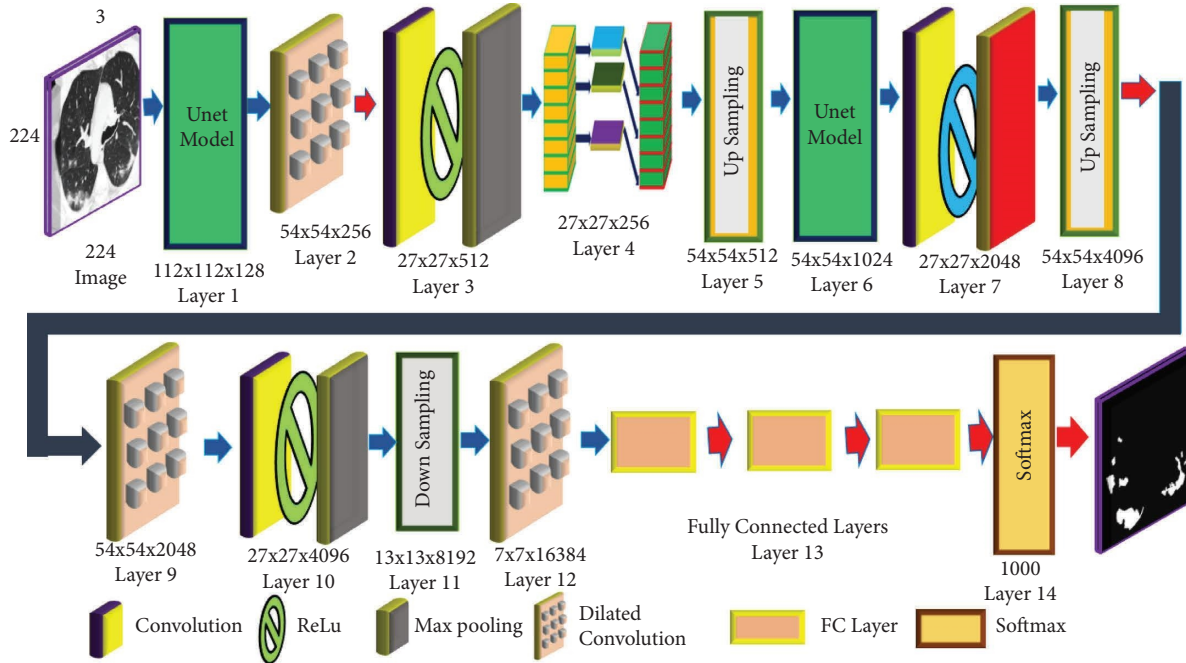 3
224
224
Image
Unet
Model
112x112x128
Layer 1
54x54x256
Layer 2
27x27x512
Layer 3
27x27x256
Layer 4
Up Sampling
54x54x512
Layer 5
Unet
Model
54x54x1024
Layer 6
27x27x2048
Layer 7
Up Sampling
54x54x4096
Layer 8
54x54x2048
Layer 9
27x27x4096
Layer 10
Down Sampling
13x13x8192
Layer 11
7x7x16384
Layer 12
Fully Connected Layers
Layer 13
Softmax
1000
Layer 14
Convolution
ReLu
Max pooling
Dilated
Convolution
FC Layer
Softmax